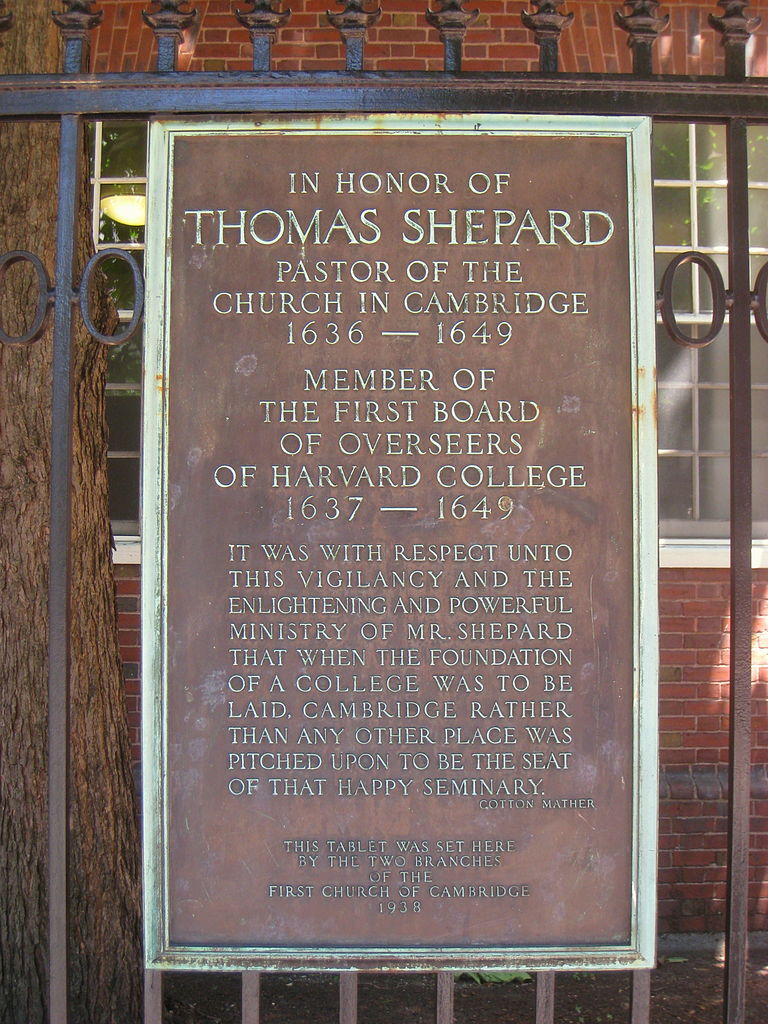 IN HONOR OF
THOMAS SHEPARD
PASTOR OF THE
CHURCH IN CAMBRIDGE
1636 — 1649
MEMBER OF
THE FIRST BOARD
OF OVERSEERS
OF HARVARD COLLEGE
1637 — 1649
IT WAS WITH RESPECT UNTO
THIS VIGILANCY AND THE
ENLIGHTENING AND POWERFUL
MINISTRY OF MR. SHEPARD
THAT WHEN THE FOUNDATION
OF A COLLEGE WAS TO BE
LAID, CAMBRIDGE RATHER
THAN ANY OTHER PLACE WAS
PITCHED UPON TO BE THE SEAT
OF THAT HAPPY SEMINARY.
COTTON MATHER
THIS TABLET WAS SET HERE
BY THE TWO BRANCHES
OF THE
FIRST CHURCH OF CAMBRIDGE
1938